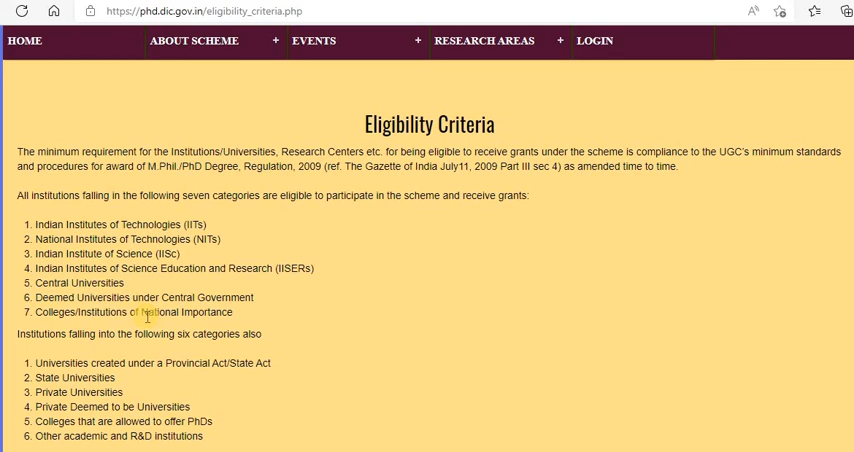 https://phd.dic.gov.in/eligibility_criteria.php
HOME ABOUT SCHEME + EVENTS + RESEARCH AREAS + LOGIN
Eligibility Criteria
The minimum requirement for the Institutions/Universities, Research Centers etc. for being eligible to receive grants under the scheme is compliance to the UGC's minimum standards
and procedures for award of M.Phil./PhD Degree, Regulation, 2009 (ref. The Gazette of India July11, 2009 Part III sec 4) as amended time to time.
All institutions falling in the following seven categories are eligible to participate in the scheme and receive grants:
1. Indian Institutes of Technologies (IITs)
2. National Institutes of Technologies (NITs)
3. Indian Institute of Science (IISc)
4. Indian Institutes of Science Education and Research (IISERs)
5. Central Universities
6. Deemed Universities under Central Government
7. Colleges/Institutions of National Importance
Institutions falling into the following six categories also
1. Universities created under a Provincial Act/State Act
2. State Universities
3. Private Universities
4. Private Deemed to be Universities
5. Colleges that are allowed to offer PhDs
6. Other academic and R&D institutions